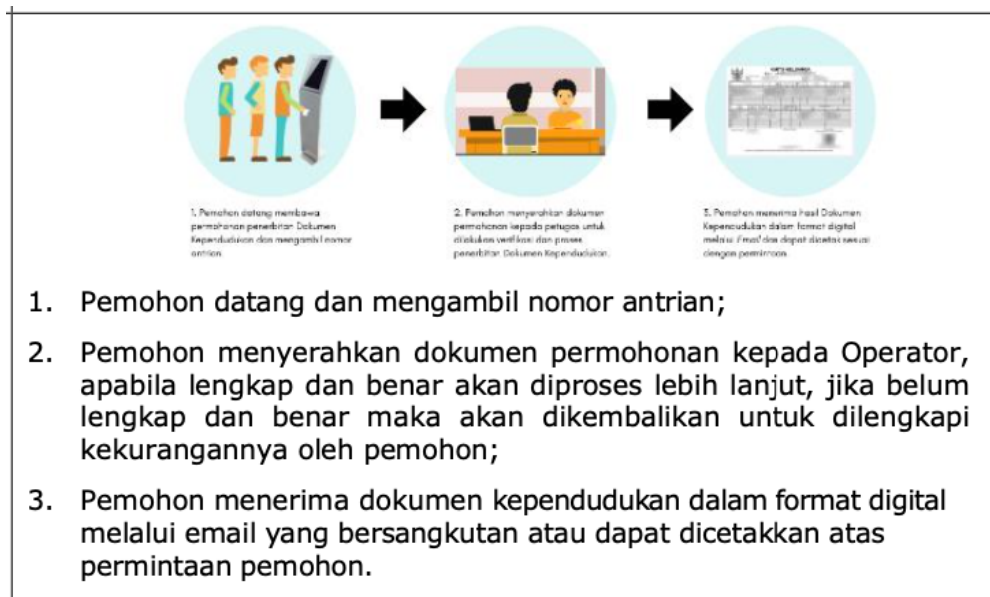 KARTU KELUARGA
1. Pemohon datang membawa
permohonan penerbitan Dokumen
Kependudukan dan mengambil nomor
antrian
2. Pemohon menyerahkan dokumen
permohonan kepada petugas untuk
dilakukan verifikasi dan proses
penerbitan Dokumen Kependudukan.
3. Pemohon menerima hasil Dokumen
Kependudukan dalam format digital
melalui Email dan dapat dicetak sesuai
dengan permintaan.
1. Pemohon datang dan mengambil nomor antrian;
2. Pemohon menyerahkan dokumen permohonan kepada Operator,
apabila lengkap dan benar akan diproses lebih lanjut, jika belum
lengkap dan benar maka akan dikembalikan untuk dilengkapi
kekurangannya oleh pemohon;
3. Pemohon menerima dokumen kependudukan dalam format digital
melalui email yang bersangkutan atau dapat dicetakkan atas
permintaan pemohon.